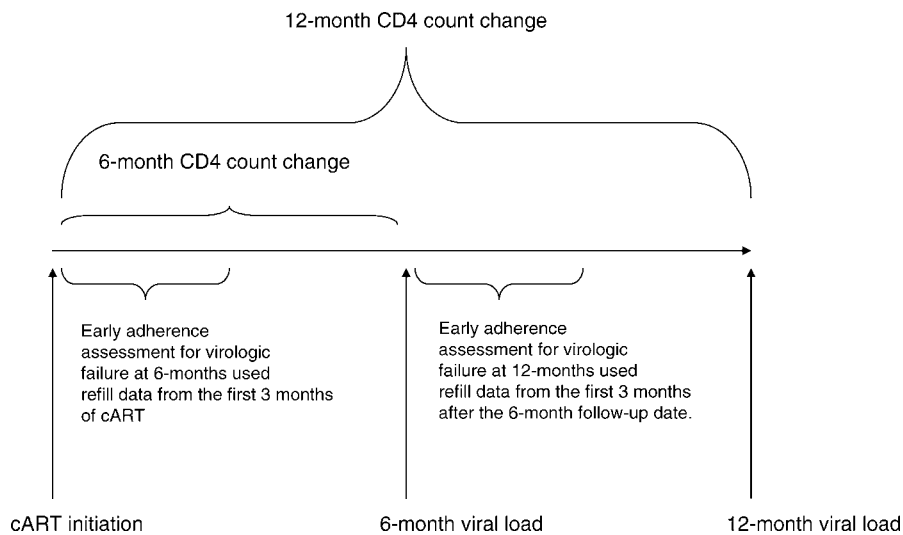 12-month CD4 count change
6-month CD4 count change
Early adherence
assessment for virologic
failure at 6-months used
refill data from the first 3 months
of cART
Early adherence
assessment for virologic
failure at 12-months used
refill data from the first 3 months
after the 6-month follow-up date.
cART initiation
6-month viral load
12-month viral load